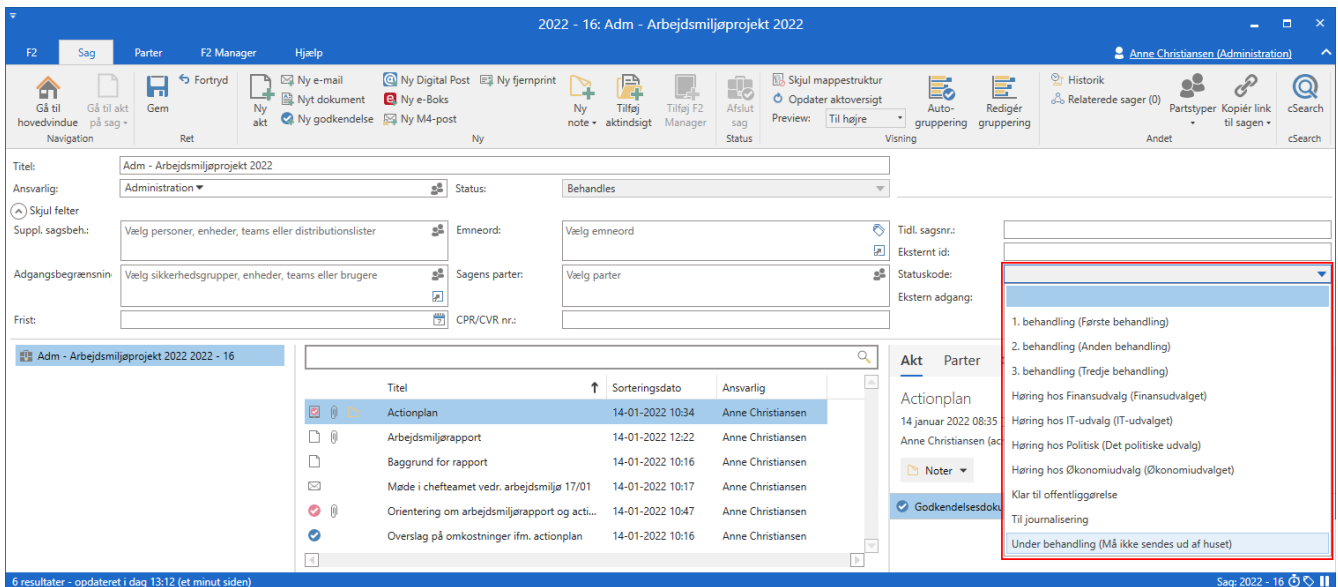 2022 - 16: Adm - Arbejdsmiljøprojekt 2022
F2 Sag Parter F2 Manager Hjælp Anne Christiansen (Administration)
Gå til hovedvindue
Gå til akt på sag
Navigation
Gem
Fortryd
Ret
Ny akt
Ny e-mail
Nyt dokument
Ny godkendelse
Ny Digital Post
Ny e-Boks
Ny M4-post
Ny fjernprint
Ny note
Tilføj aktindsigt
Tilføj F2 Manager
Ny
Afslut sag
Status
Skjul mappestruktur
Opdater aktoversigt
Preview: Til højre
Auto-gruppering
Redigér gruppering
Visning
Historik
Relaterede sager (0)
Partstyper
Kopiér link til sagen
Andet
cSearch
cSearch
Titel: Adm - Arbejdsmiljøprojekt 2022
Ansvarlig: Administration Status: Behandles
Skjul felter
Suppl. sagsbeh.: Vælg personer, enheder, teams eller distributionslister Emneord: Vælg emneord Tidl. sagsnr.:
Eksternt id:
Adgangsbegrænsnin Vælg sikkerhedsgrupper, enheder, teams eller brugere Sagens parter: Vælg parter Statuskode:
Ekstern adgang:
Frist: CPR/CVR nr.:
1. behandling (Første behandling)
2. behandling (Anden behandling)
3. behandling (Tredje behandling)
Høring hos Finansudvalg (Finansudvalget)
Høring hos IT-udvalg (IT-udvalget)
Høring hos Politisk (Det politiske udvalg)
Høring hos Økonomiudvalg (Økonomiudvalget)
Klar til offentliggørelse
Til journalisering
Under behandling (Må ikke sendes ud af huset)
Adm - Arbejdsmiljøprojekt 2022 2022 - 16
Titel Sorteringsdato Ansvarlig
Actionplan 14-01-2022 10:34 Anne Christiansen
Arbejdsmiljørapport 14-01-2022 12:22 Anne Christiansen
Baggrund for rapport 14-01-2022 10:16 Anne Christiansen
Møde i chefteamet vedr. arbejdsmiljø 17/01 14-01-2022 10:17 Anne Christiansen
Orientering om arbejdsmiljørapport og acti... 14-01-2022 10:47 Anne Christiansen
Overslag på omkostninger ifm. actionplan 14-01-2022 10:16 Anne Christiansen
Akt Parter
Actionplan
14 januar 2022 08:35
Anne Christiansen (ac
Noter
Godkendelsesdoku
6 resultater - opdateret i dag 13:12 (et minut siden) Sag: 2022 - 16